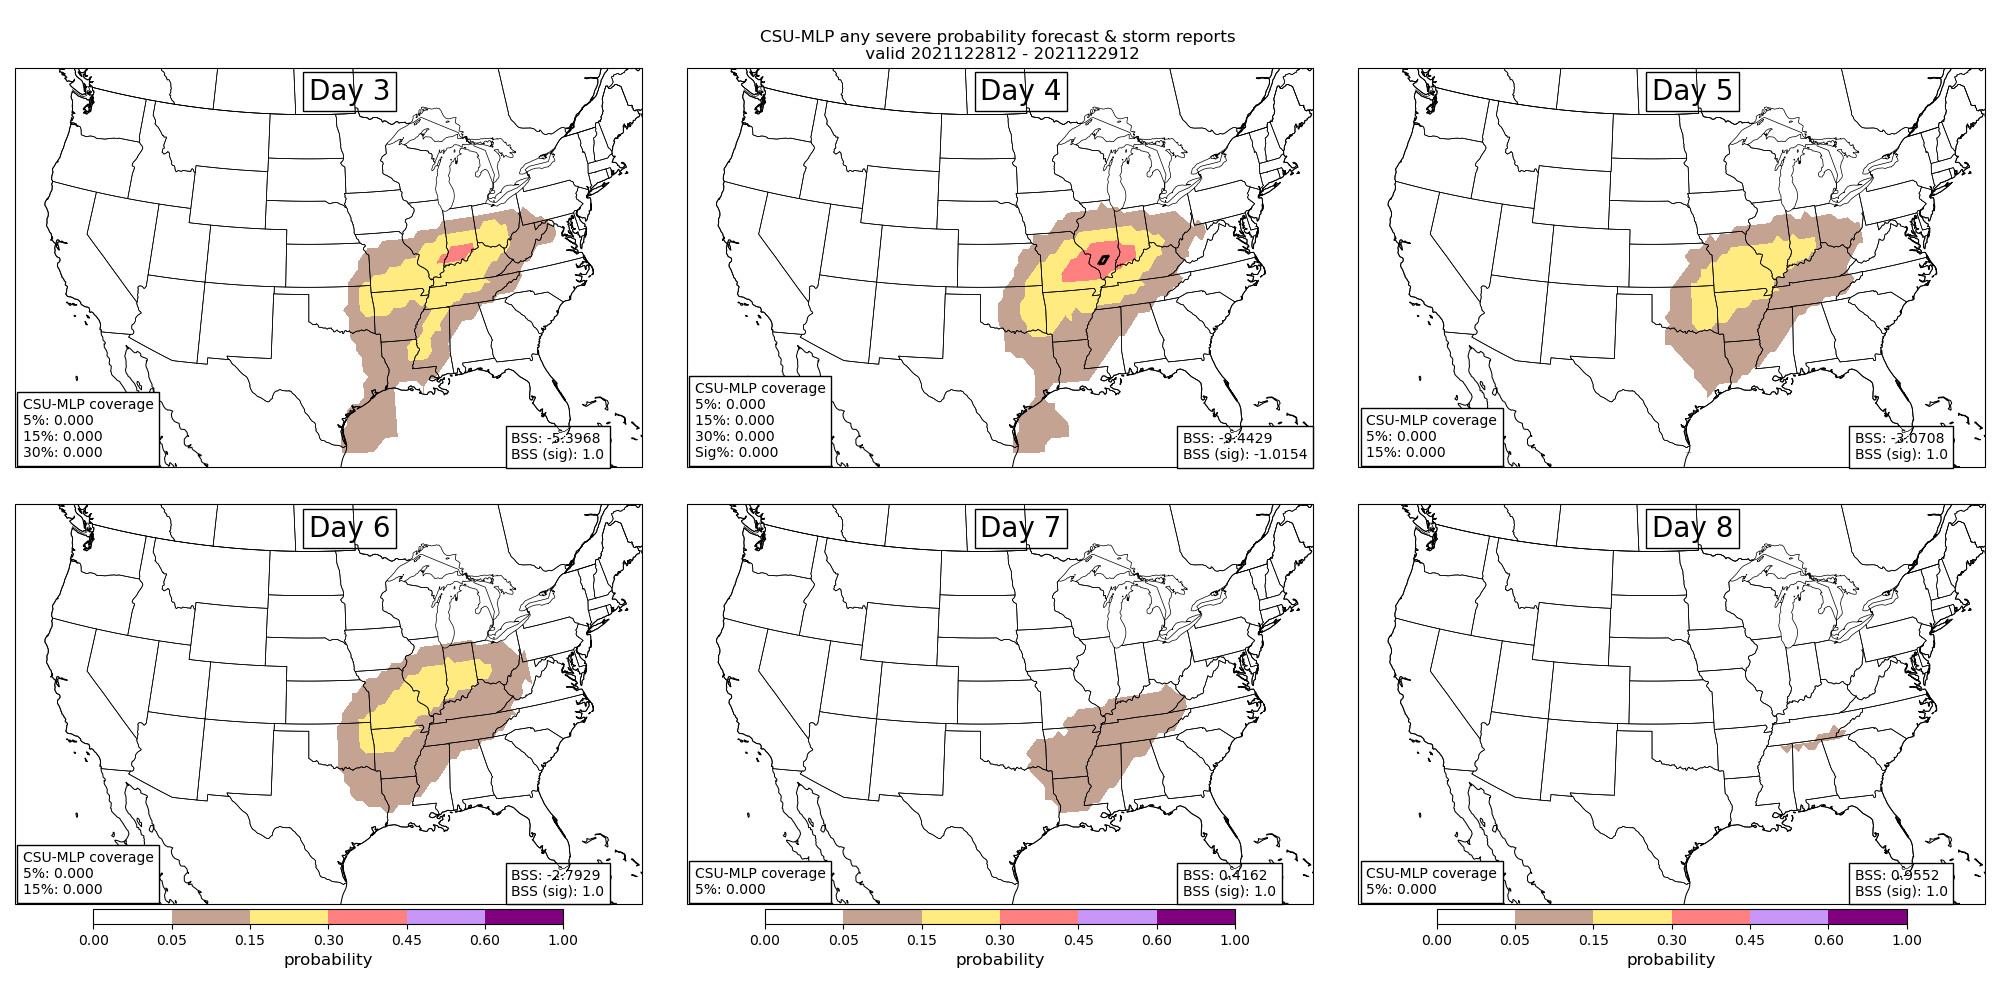 CSU-MLP any severe probability forecast & storm reports
valid 2021122812 - 2021122912
Day 3
CSU-MLP coverage
5%: 0.000
15%: 0.000
30%: 0.000
BSS: -5.3968
BSS (sig): 1.0
Day 4
CSU-MLP coverage
5%: 0.000
15%: 0.000
30%: 0.000
Sig%: 0.000
BSS: -9.4429
BSS (sig): -1.0154
Day 5
CSU-MLP coverage
5%: 0.000
15%: 0.000
BSS: -3.0708
BSS (sig): 1.0
Day 6
CSU-MLP coverage
5%: 0.000
15%: 0.000
BSS: -2.7929
BSS (sig): 1.0
Day 7
CSU-MLP coverage
5%: 0.000
BSS: 0.4162
BSS (sig): 1.0
Day 8
CSU-MLP coverage
5%: 0.000
BSS: 0.9552
BSS (sig): 1.0
0.00 0.05 0.15 0.30 0.45 0.60 1.00
probability
0.00 0.05 0.15 0.30 0.45 0.60 1.00
probability
0.00 0.05 0.15 0.30 0.45 0.60 1.00
probability